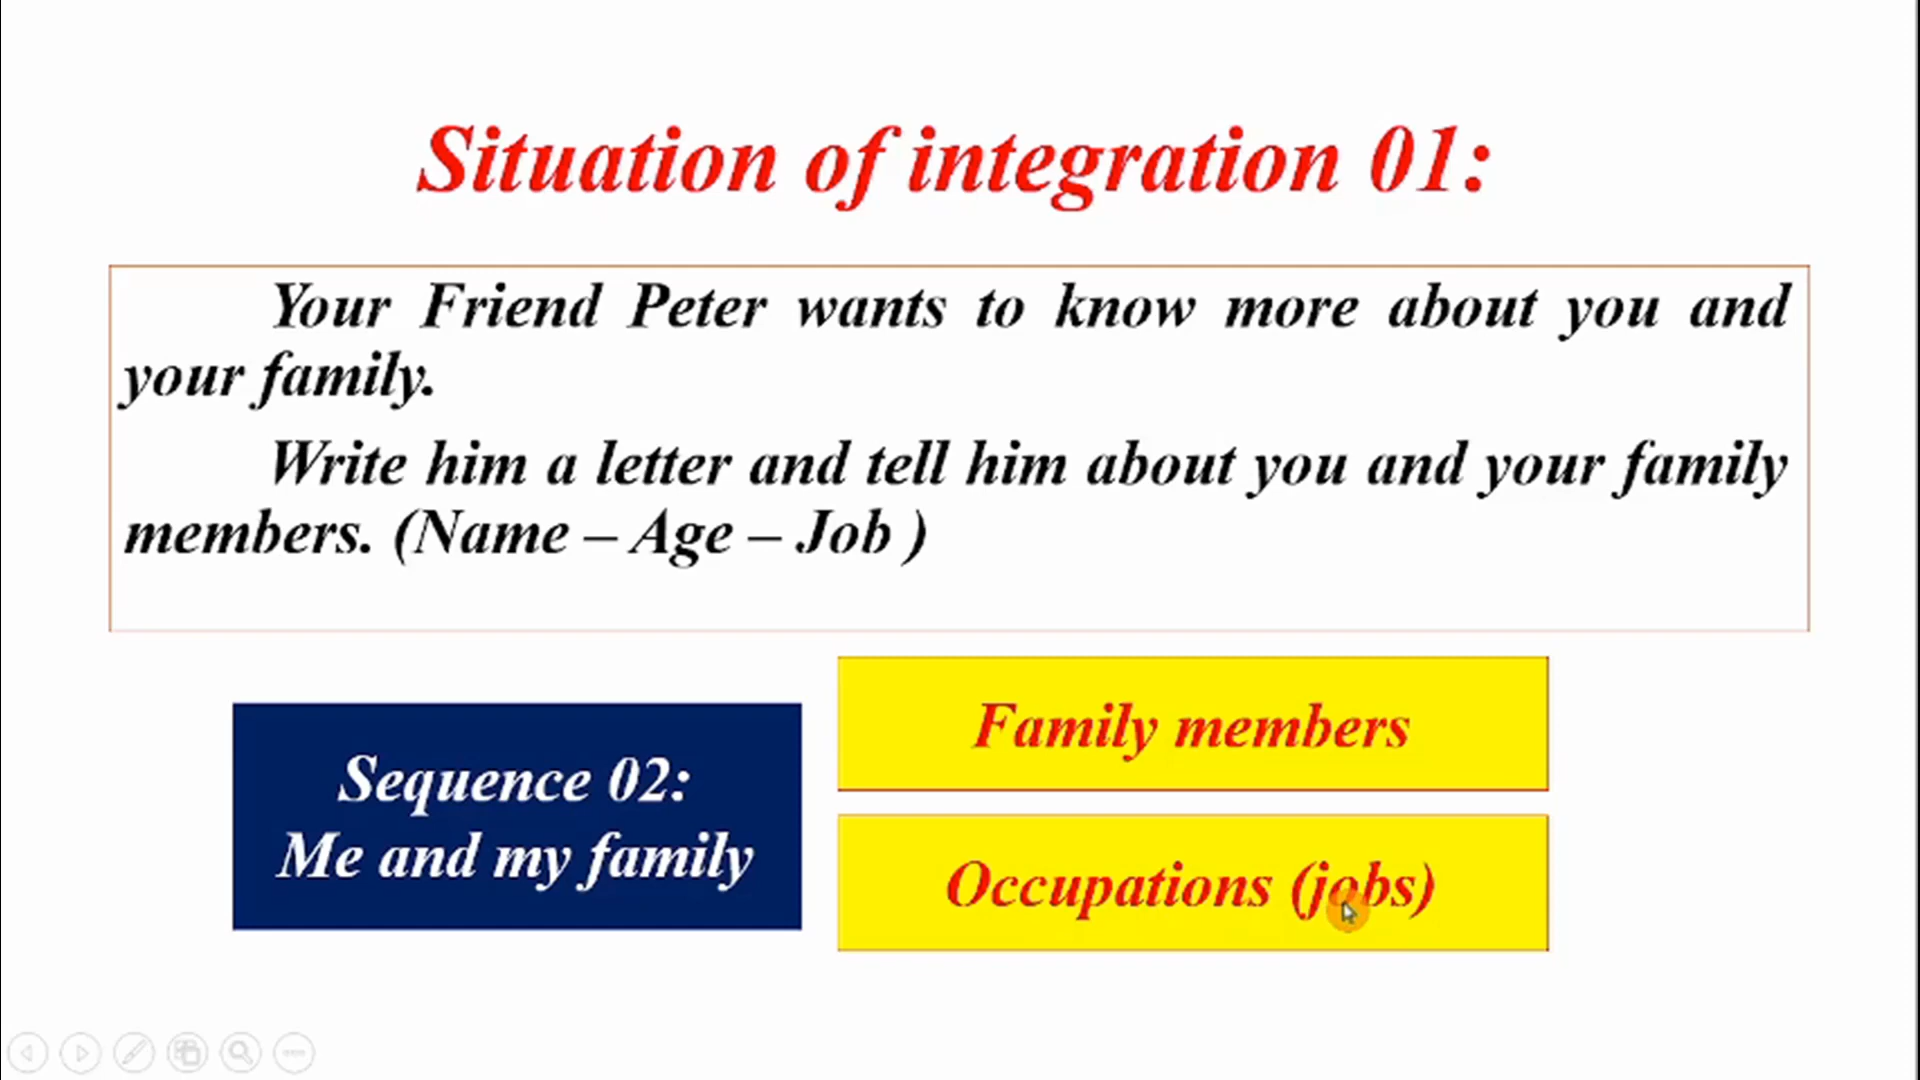 Situation of integration 01:
Your Friend Peter wants to know more about you and
your family.
Write him a letter and tell him about you and your family
members. (Name – Age – Job )
Sequence 02:
Me and my family
Family members
Occupations (jobs)